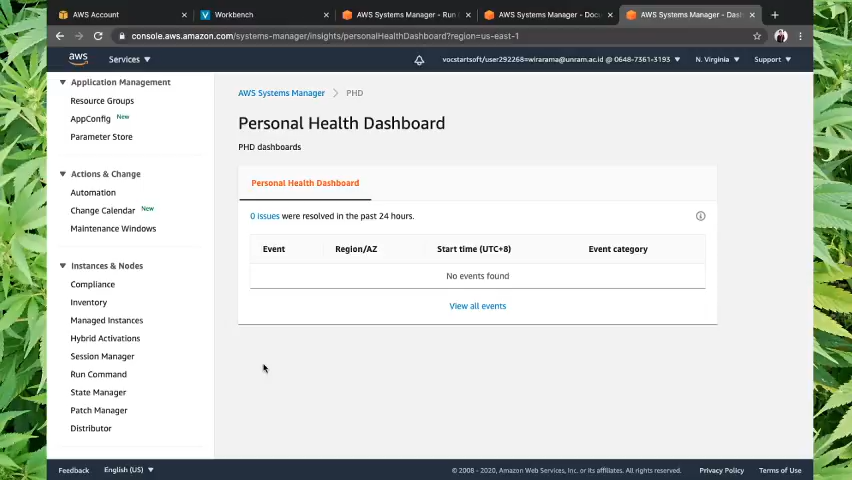 AWS Account
Workbench
AWS Systems Manager - Run
AWS Systems Manager - Docu
AWS Systems Manager - Dash
console.aws.amazon.com/systems-manager/insights/personalHealthDashboard?region=us-east-1
aws
Services
vocstartsoft/user292268=wirarama@unram.ac.id @ 0648-7361-3193
N. Virginia
Support
Application Management
Resource Groups
AppConfig New
Parameter Store
Actions & Change
Automation
Change Calendar New
Maintenance Windows
Instances & Nodes
Compliance
Inventory
Managed Instances
Hybrid Activations
Session Manager
Run Command
State Manager
Patch Manager
Distributor
AWS Systems Manager > PHD
Personal Health Dashboard
PHD dashboards
Personal Health Dashboard
0 issues were resolved in the past 24 hours.
Event Region/AZ Start time (UTC+8) Event category
No events found
View all events
Feedback English (US)
© 2008 - 2020, Amazon Web Services, Inc. or its affiliates. All rights reserved. Privacy Policy Terms of Use